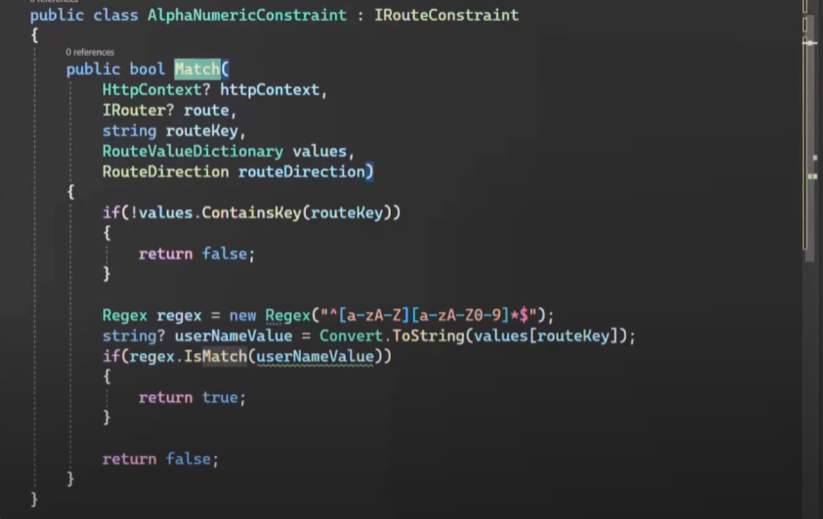 public class AlphaNumericConstraint : IRouteConstraint
{
0 references
public bool Match(
HttpContext? httpContext,
IRouter? route,
string routeKey,
RouteValueDictionary values,
RouteDirection routeDirection)
{
if(!values.ContainsKey(routeKey))
{
return false;
}
Regex regex = new Regex("^[a-zA-Z][a-zA-Z0-9]*$");
string? userNameValue = Convert.ToString(values[routeKey]);
if(regex.IsMatch(userNameValue))
{
return true;
}
return false;
}
}